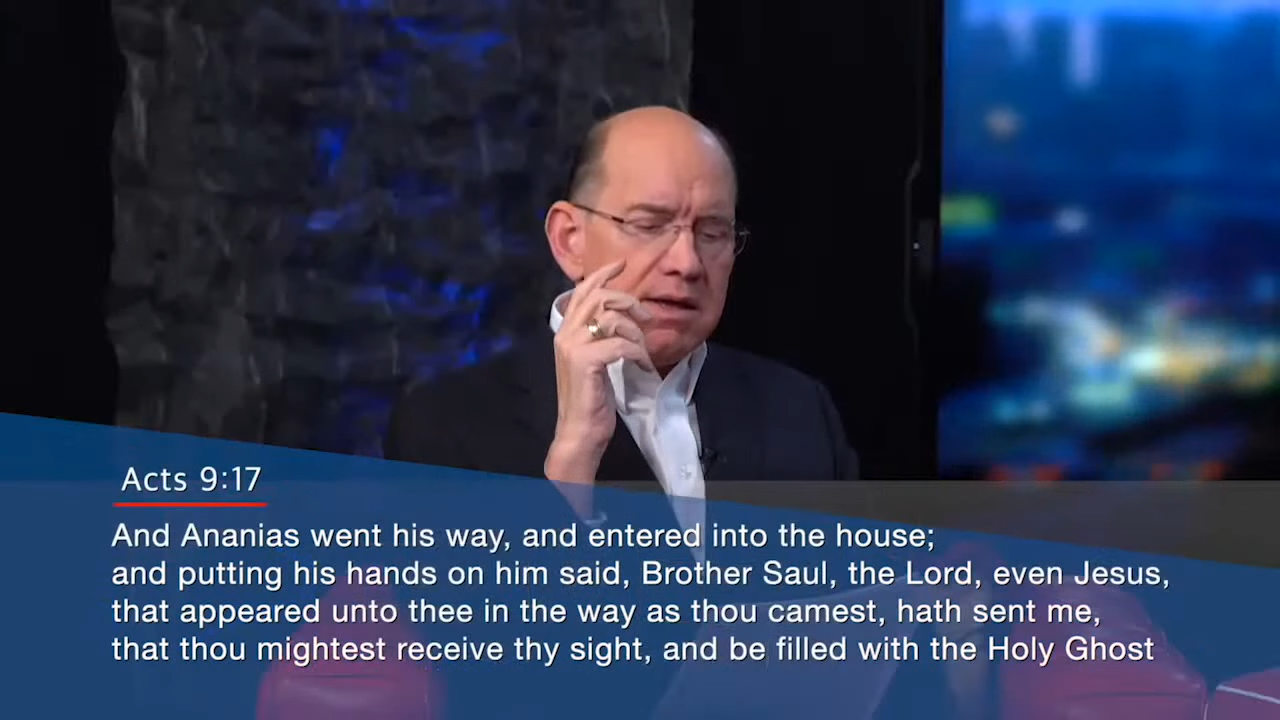 Acts 9:17
And Ananias went his way, and entered into the house;
and putting his hands on him said, Brother Saul, the Lord, even Jesus,
that appeared unto thee in the way as thou camest, hath sent me,
that thou mightest receive thy sight, and be filled with the Holy Ghost